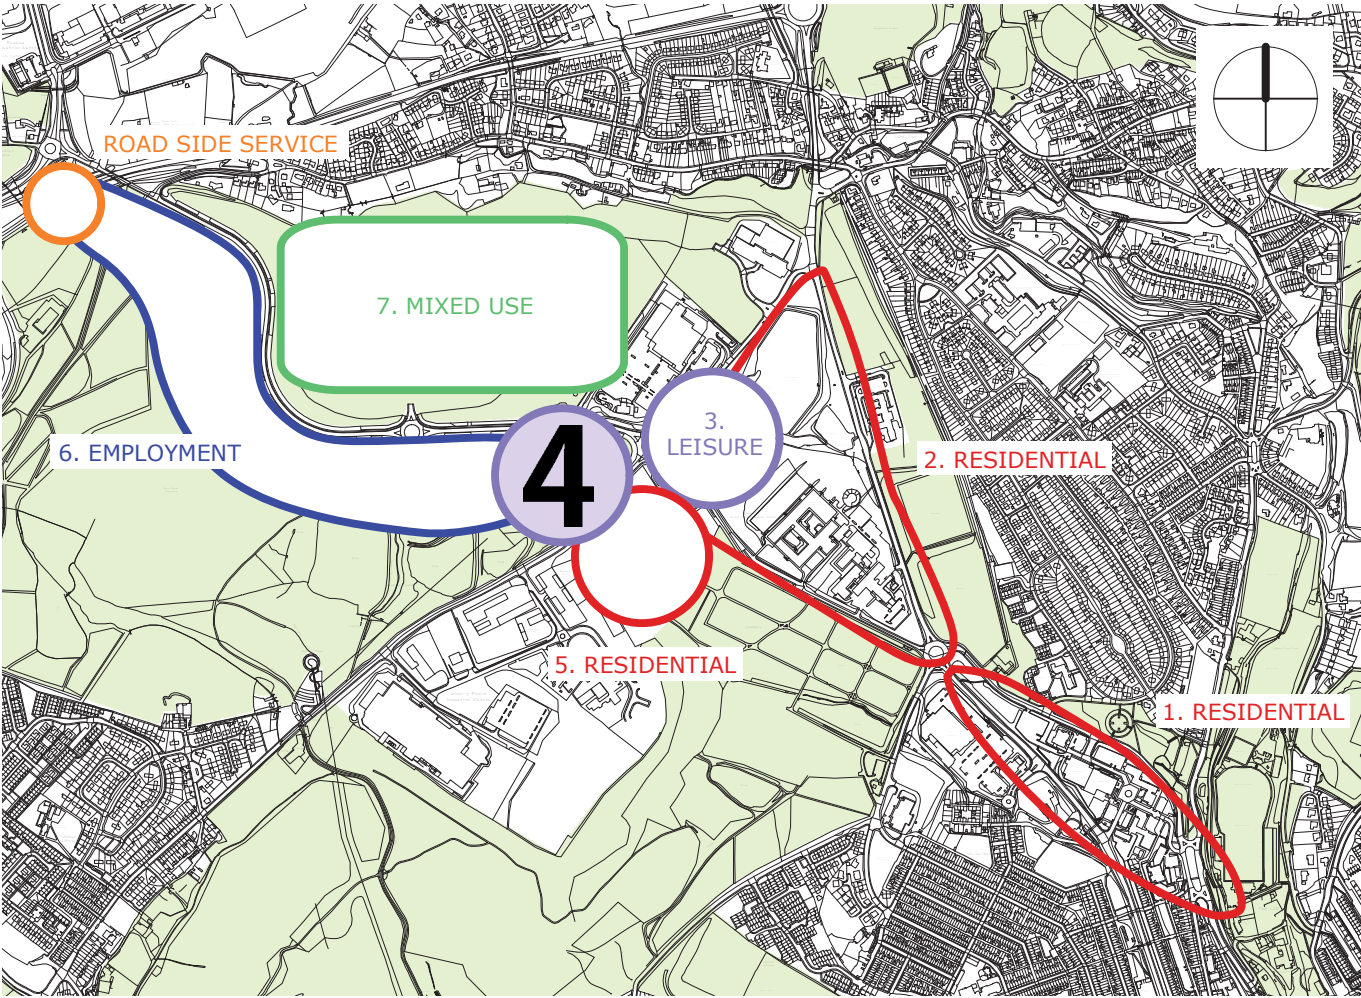 ROAD SIDE SERVICE
7. MIXED USE
3.
LEISURE
6. EMPLOYMENT
4
2. RESIDENTIAL
5. RESIDENTIAL
1. RESIDENTIAL